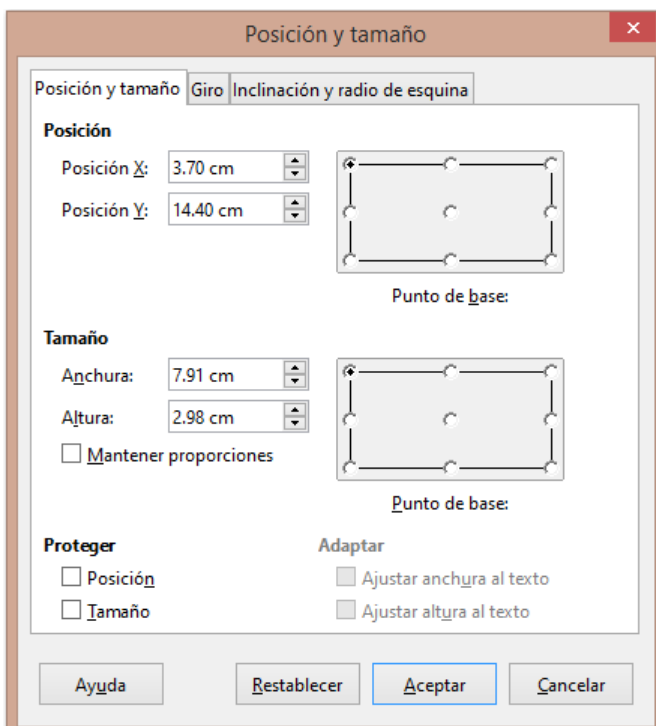 Posición y tamaño
Posición y tamaño Giro Inclinación y radio de esquina
Posición
Posición X: 3.70 cm
Posición Y: 14.40 cm
Punto de base:
Tamaño
Anchura: 7.91 cm
Altura: 2.98 cm
Mantener proporciones
Punto de base:
Proteger Adaptar
Posición Ajustar anchura al texto
Tamaño Ajustar altura al texto
Ayuda Restablecer Aceptar Cancelar